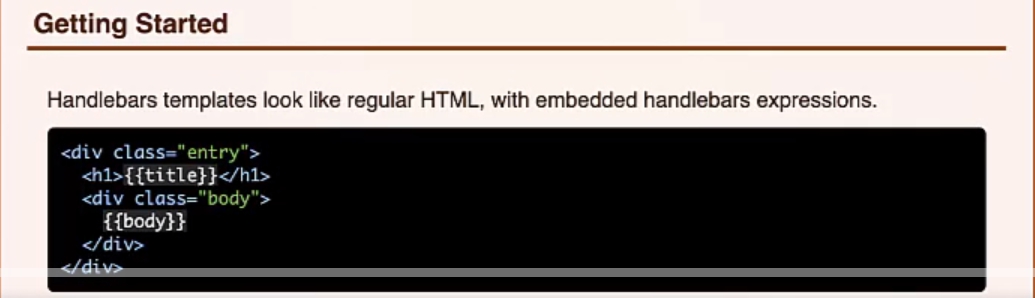 Getting Started
Handlebars templates look like regular HTML, with embedded handlebars expressions.
<div class="entry">
<h1>{{title}}</h1>
<div class="body">
{{body}}
</div>
</div>